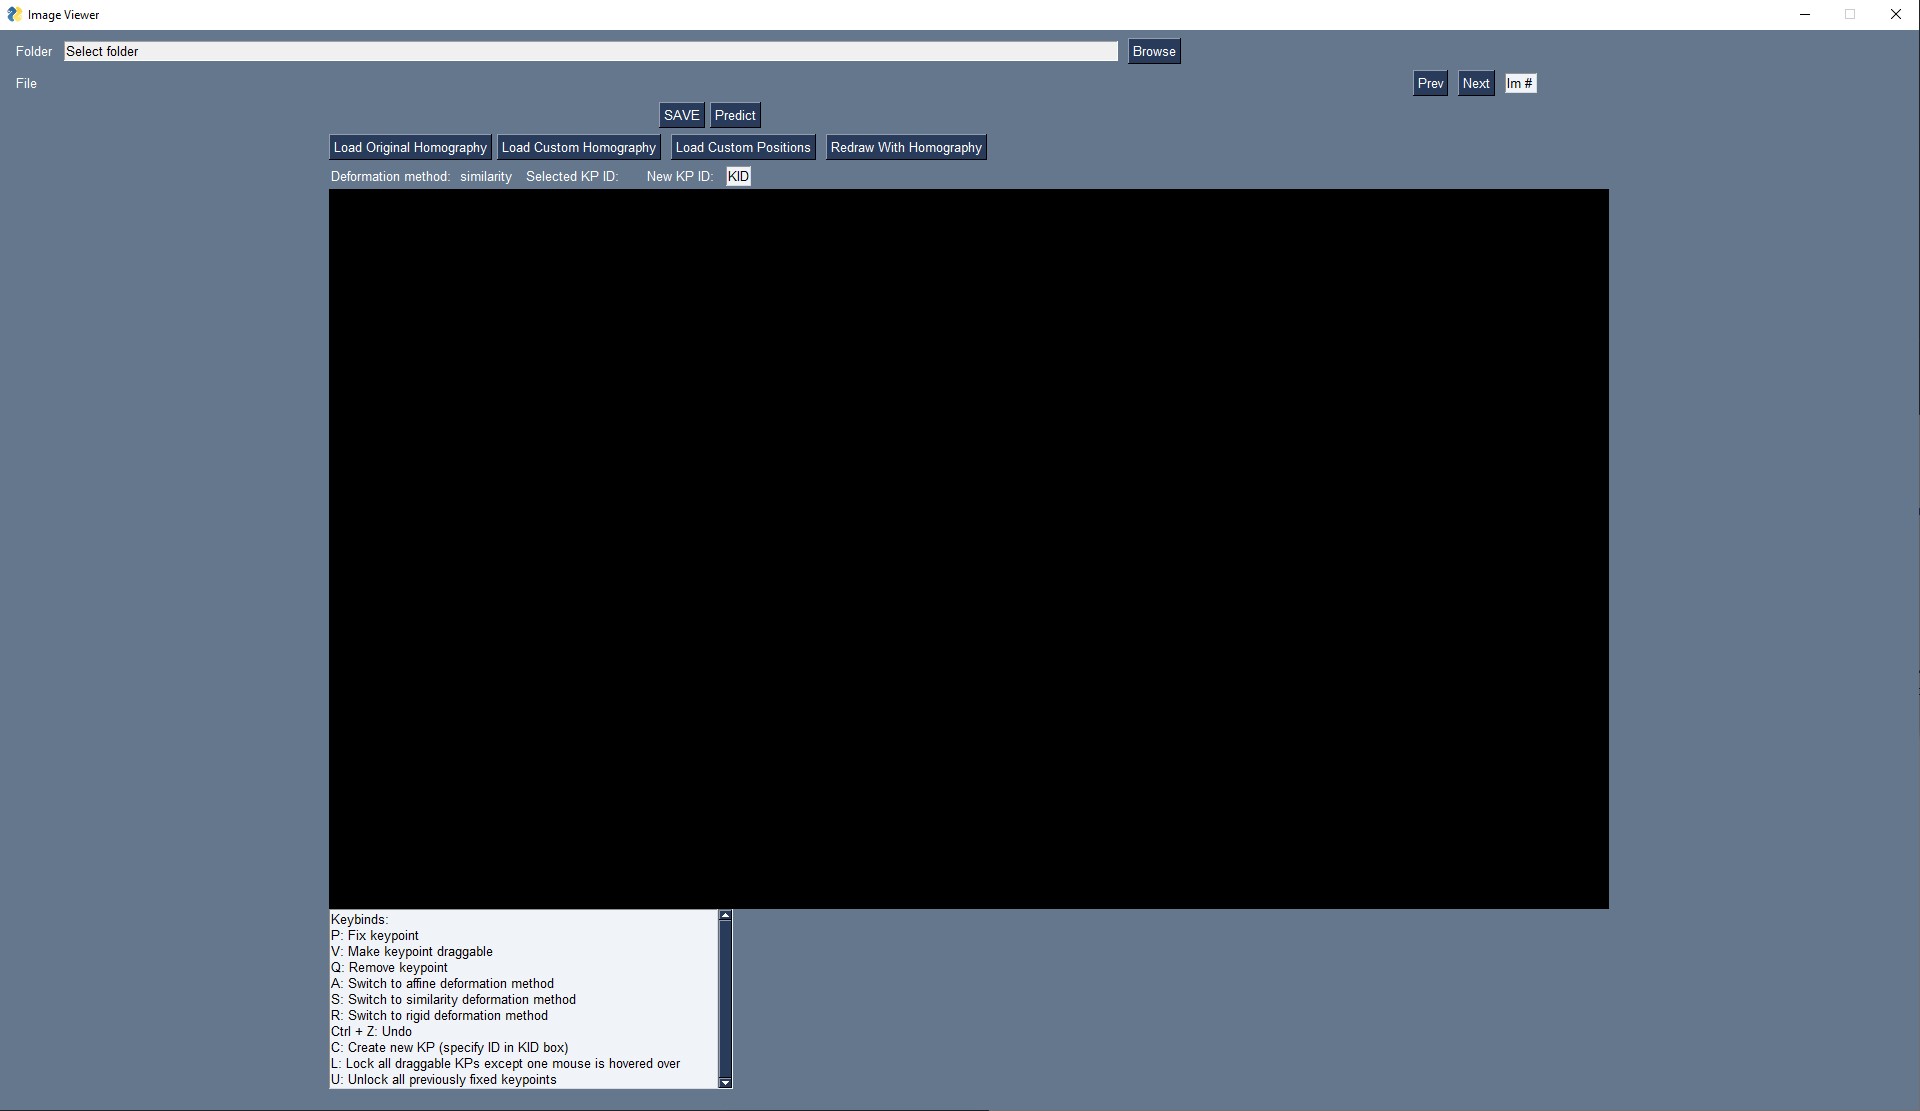 Image Viewer
Folder Select folder Browse
File Prev Next Im #
SAVE Predict
Load Original Homography Load Custom Homography Load Custom Positions Redraw With Homography
Deformation method: similarity Selected KP ID: New KP ID: KID
Keybinds:
P: Fix keypoint
V: Make keypoint draggable
Q: Remove keypoint
A: Switch to affine deformation method
S: Switch to similarity deformation method
R: Switch to rigid deformation method
Ctrl + Z: Undo
C: Create new KP (specify ID in KID box)
L: Lock all draggable KPs except one mouse is hovered over
U: Unlock all previously fixed keypoints